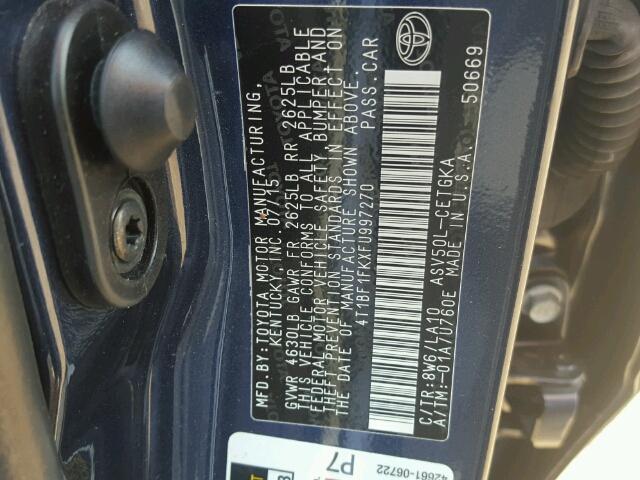 MFD. BY: TOYOTA MOTOR MANUFACTURING,
KENTUCKY, INC. 07/15
GVWR 4630LB GAWR FR 2625LB RR 2625LB
THIS VEHICLE CONFORMS TO ALL APPLICABLE
FEDERAL MOTOR VEHICLE SAFETY, BUMPER AND
THEFT PREVENTION STANDARDS IN EFFECT ON
THE DATE OF MANUFACTURE SHOWN ABOVE.
4T1BF1FKXFU997270 PASS. CAR
C/TR: 8W6/LA10 ASV50L-CETGKA
A/TM:-01A/U760E MADE IN U.S.A. 50669
42661-06722
P7